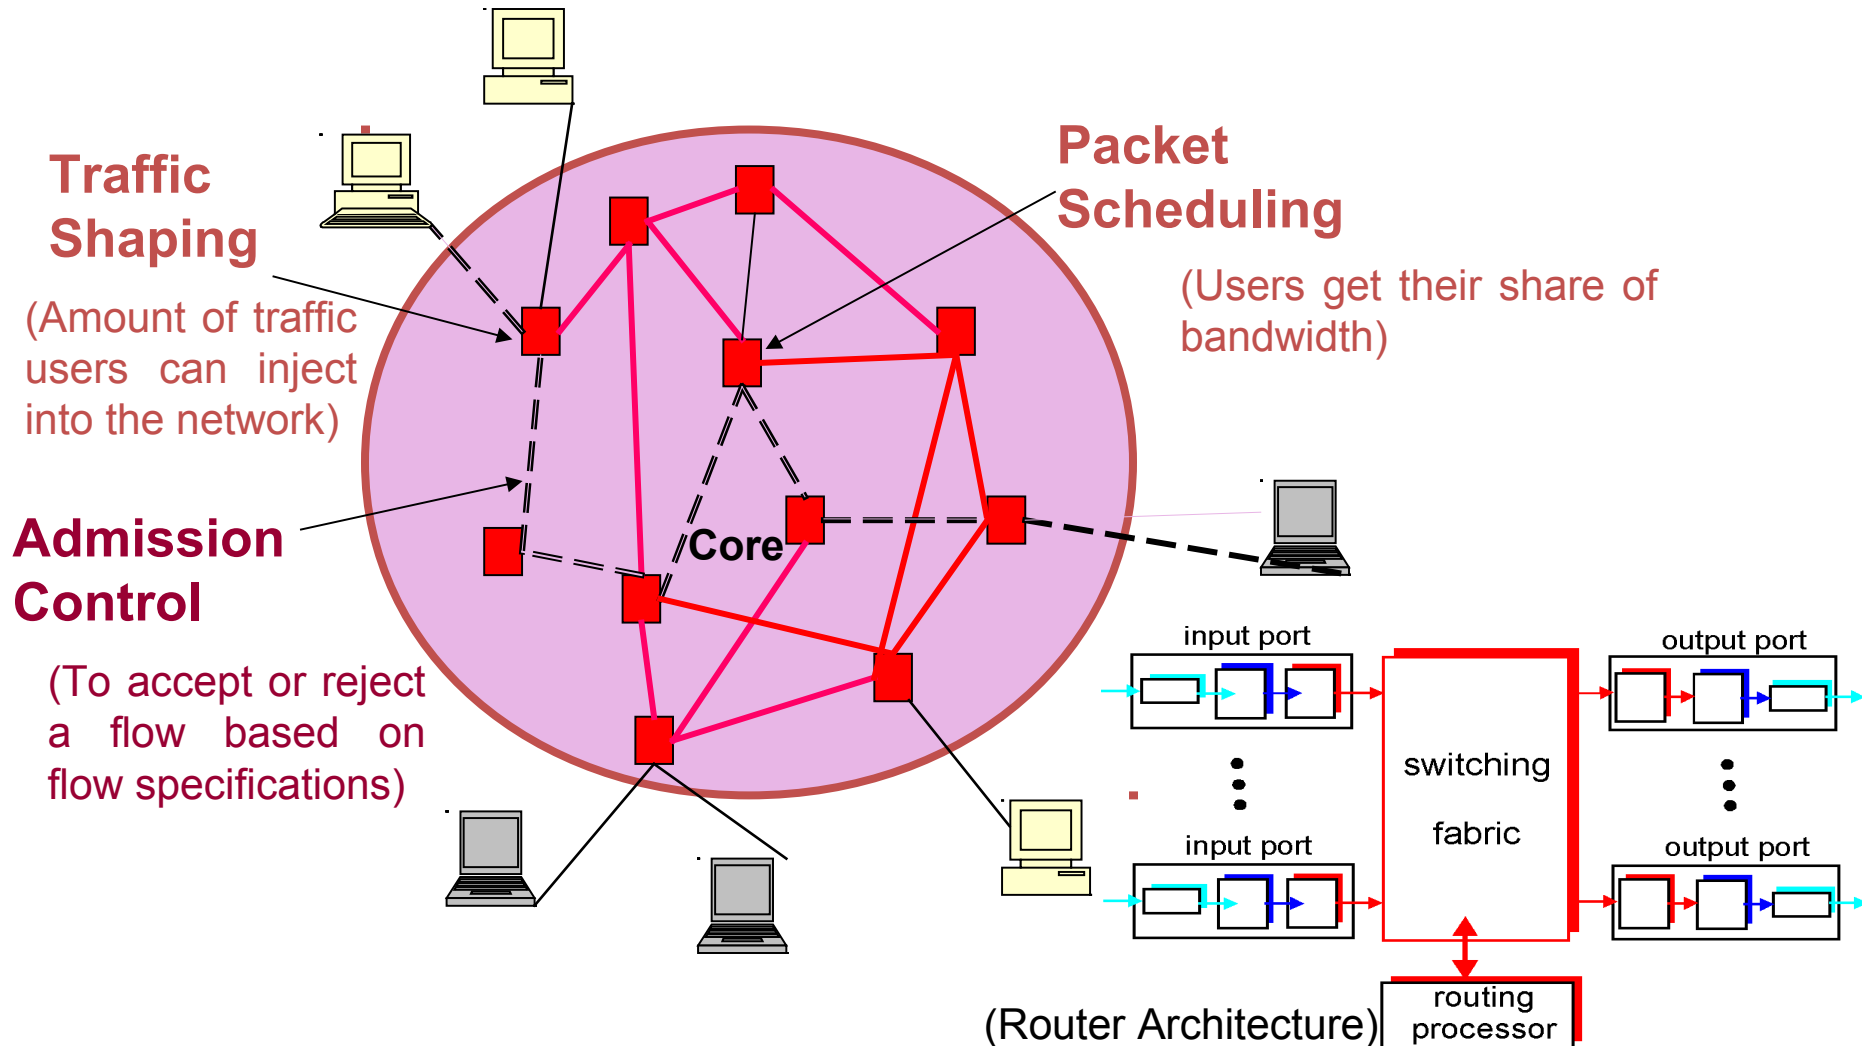 Traffic
Shaping
(Amount of traffic
users can inject
into the network)
Admission
Control
(To accept or reject
a flow based on
flow specifications)
Packet
Scheduling
(Users get their share of
bandwidth)
Core
input port
output port
switching
fabric
input port
output port
routing
processor
(Router Architecture)